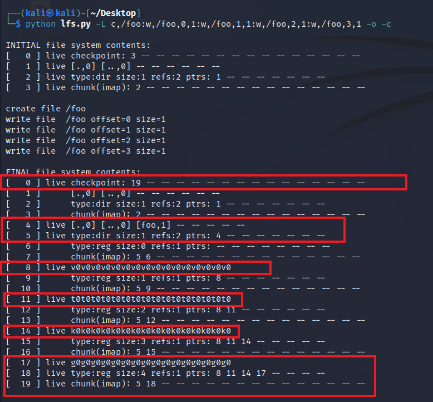 ┌──(kali㉿kali)-[~/Desktop]
└─$ python lfs.py -L c,/foo:w,/foo,0,1:w,/foo,1,1:w,/foo,2,1:w,/foo,3,1 -o -c
INITIAL file system contents:
[   0 ] live checkpoint: 3 -- -- -- -- -- -- -- -- -- -- -- -- -- -- --
[   1 ] live [.,0] [..,0] -- -- -- -- -- --
[   2 ] live type:dir size:1 refs:2 ptrs: 1 -- -- -- -- -- -- --
[   3 ] live chunk(imap): 2 -- -- -- -- -- -- -- -- -- -- -- -- -- -- --
create file /foo
write file  /foo offset=0 size=1
write file  /foo offset=1 size=1
write file  /foo offset=2 size=1
write file  /foo offset=3 size=1
FINAL file system contents:
[   0 ] live checkpoint: 19 -- -- -- -- -- -- -- -- -- -- -- -- -- -- --
[   1 ]      [.,0] [..,0] -- -- -- -- -- --
[   2 ]      type:dir size:1 refs:2 ptrs: 1 -- -- -- -- -- -- --
[   3 ]      chunk(imap): 2 -- -- -- -- -- -- -- -- -- -- -- -- -- -- --
[   4 ] live [.,0] [..,0] [foo,1] -- -- -- -- --
[   5 ] live type:dir size:1 refs:2 ptrs: 4 -- -- -- -- -- -- --
[   6 ]      type:reg size:0 refs:1 ptrs: -- -- -- -- -- -- -- --
[   7 ]      chunk(imap): 5 6 -- -- -- -- -- -- -- -- -- -- -- -- -- --
[   8 ] live v0v0v0v0v0v0v0v0v0v0v0v0v0v0v0v0
[   9 ]      type:reg size:1 refs:1 ptrs: 8 -- -- -- -- -- -- --
[  10 ]      chunk(imap): 5 9 -- -- -- -- -- -- -- -- -- -- -- -- -- --
[  11 ] live t0t0t0t0t0t0t0t0t0t0t0t0t0t0t0t0
[  12 ]      type:reg size:2 refs:1 ptrs: 8 11 -- -- -- -- -- --
[  13 ]      chunk(imap): 5 12 -- -- -- -- -- -- -- -- -- -- -- -- -- --
[  14 ] live k0k0k0k0k0k0k0k0k0k0k0k0k0k0k0k0
[  15 ]      type:reg size:3 refs:1 ptrs: 8 11 14 -- -- -- -- --
[  16 ]      chunk(imap): 5 15 -- -- -- -- -- -- -- -- -- -- -- -- -- --
[  17 ] live g0g0g0g0g0g0g0g0g0g0g0g0g0g0g0g0
[  18 ] live type:reg size:4 refs:1 ptrs: 8 11 14 17 -- -- -- --
[  19 ] live chunk(imap): 5 18 -- -- -- -- -- -- -- -- -- -- -- -- -- --